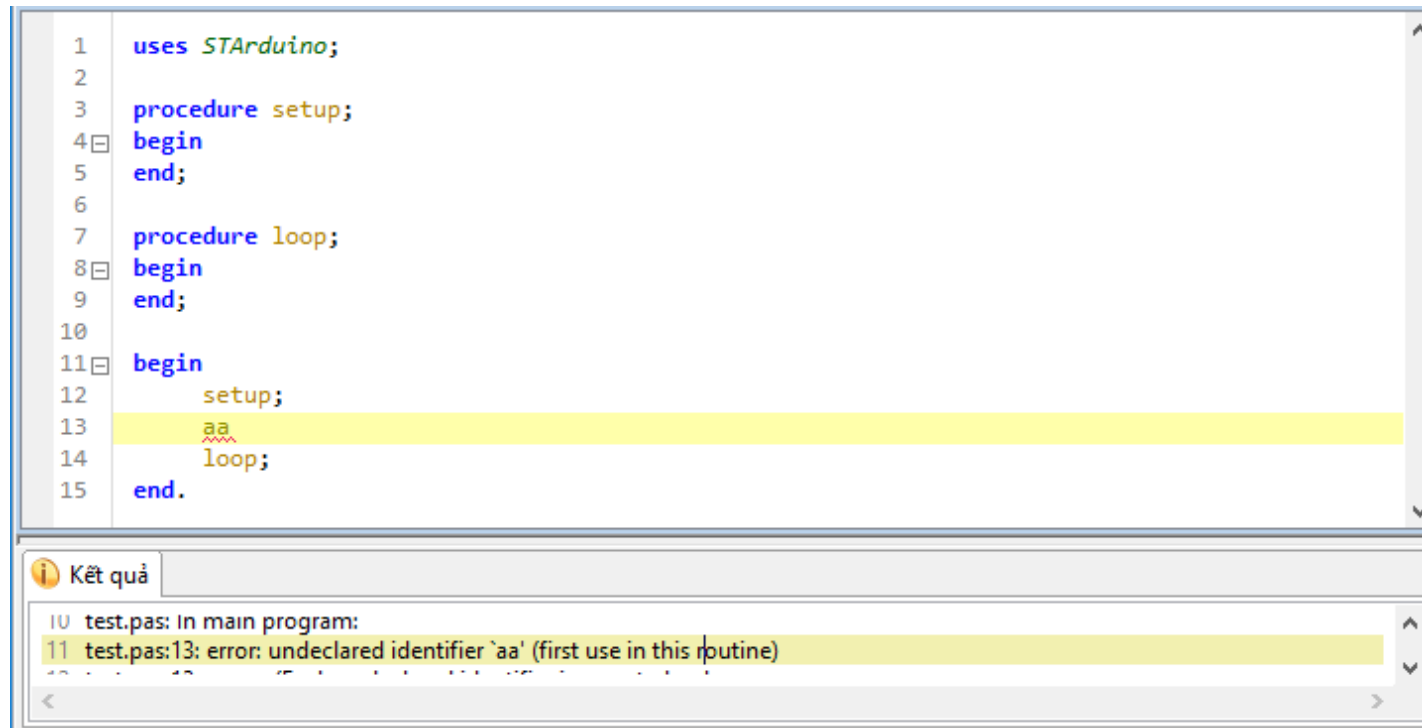 1 uses STArduino;
2
3 procedure setup;
4 begin
5 end;
6
7 procedure loop;
8 begin
9 end;
10
11 begin
12 setup;
13 aa
14 loop;
15 end.
Kết quả
10 test.pas: In main program:
11 test.pas:13: error: undeclared identifier `aa' (first use in this routine)